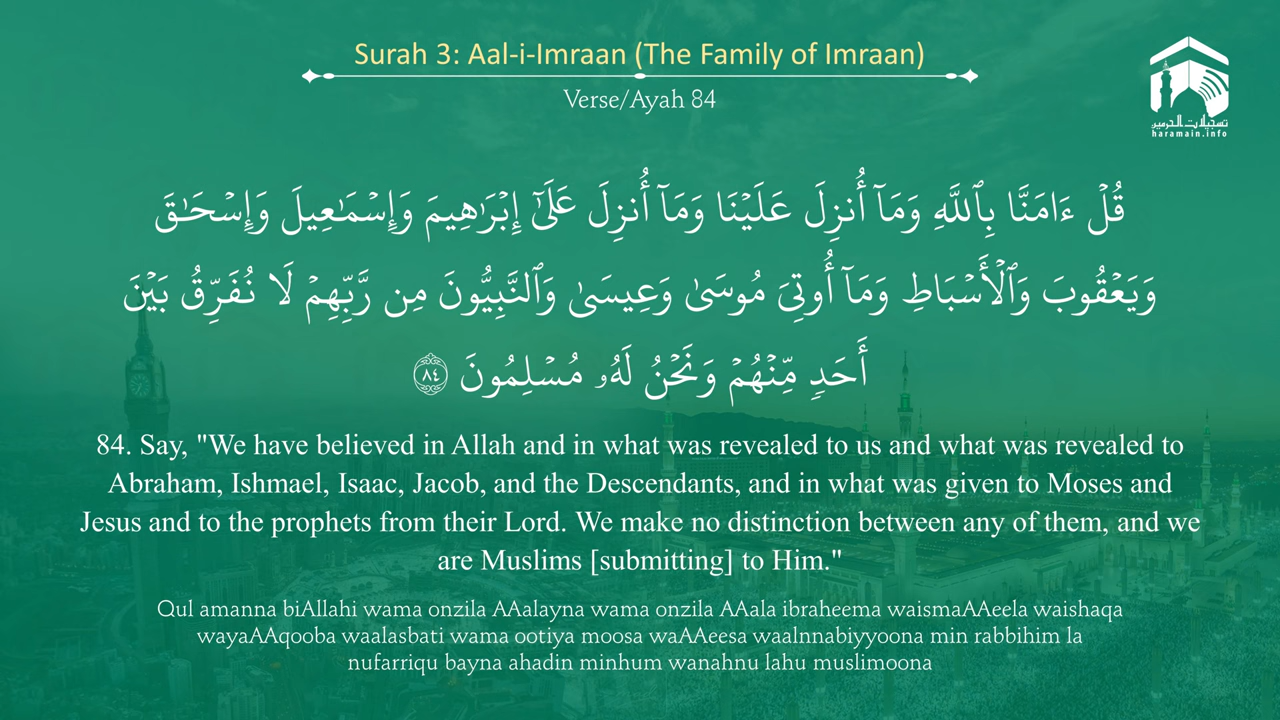 Surah 3: Aal-i-Imraan (The Family of Imraan)
Verse/Ayah 84
تسجيلات الحرمين
haramain.info
قُلْ ءَامَنَّا بِٱللَّهِ وَمَآ أُنزِلَ عَلَيْنَا وَمَآ أُنزِلَ عَلَىٰٓ إِبْرَٰهِيمَ وَإِسْمَـٰعِيلَ وَإِسْحَـٰقَ
وَيَعْقُوبَ وَٱلْأَسْبَاطِ وَمَآ أُوتِىَ مُوسَىٰ وَعِيسَىٰ وَٱلنَّبِيُّونَ مِن رَّبِّهِمْ لَا نُفَرِّقُ بَيْنَ
أَحَدٍ مِّنْهُمْ وَنَحْنُ لَهُۥ مُسْلِمُونَ ٨٤
84. Say, "We have believed in Allah and in what was revealed to us and what was revealed to
Abraham, Ishmael, Isaac, Jacob, and the Descendants, and in what was given to Moses and
Jesus and to the prophets from their Lord. We make no distinction between any of them, and we
are Muslims [submitting] to Him."
Qul amanna biAllahi wama onzila AAalayna wama onzila AAala ibraheema waismaAAeela waishaqa
wayaAAqooba waalasbati wama ootiya moosa waAAeesa waalnnabiyyoona min rabbihim la
nufarriqu bayna ahadin minhum wanahnu lahu muslimoona